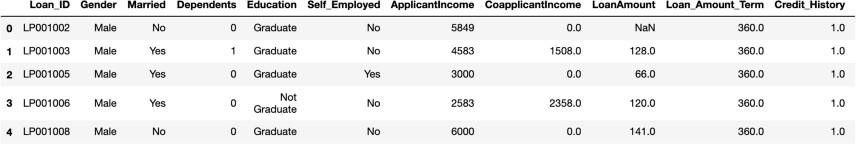 Loan_ID Gender Married Dependents Education Self_Employed ApplicantIncome CoapplicantIncome LoanAmount Loan_Amount_Term Credit_History
0 LP001002 Male No 0 Graduate No 5849 0.0 NaN 360.0 1.0
1 LP001003 Male Yes 1 Graduate No 4583 1508.0 128.0 360.0 1.0
2 LP001005 Male Yes 0 Graduate Yes 3000 0.0 66.0 360.0 1.0
3 LP001006 Male Yes 0 Not Graduate No 2583 2358.0 120.0 360.0 1.0
4 LP001008 Male No 0 Graduate No 6000 0.0 141.0 360.0 1.0